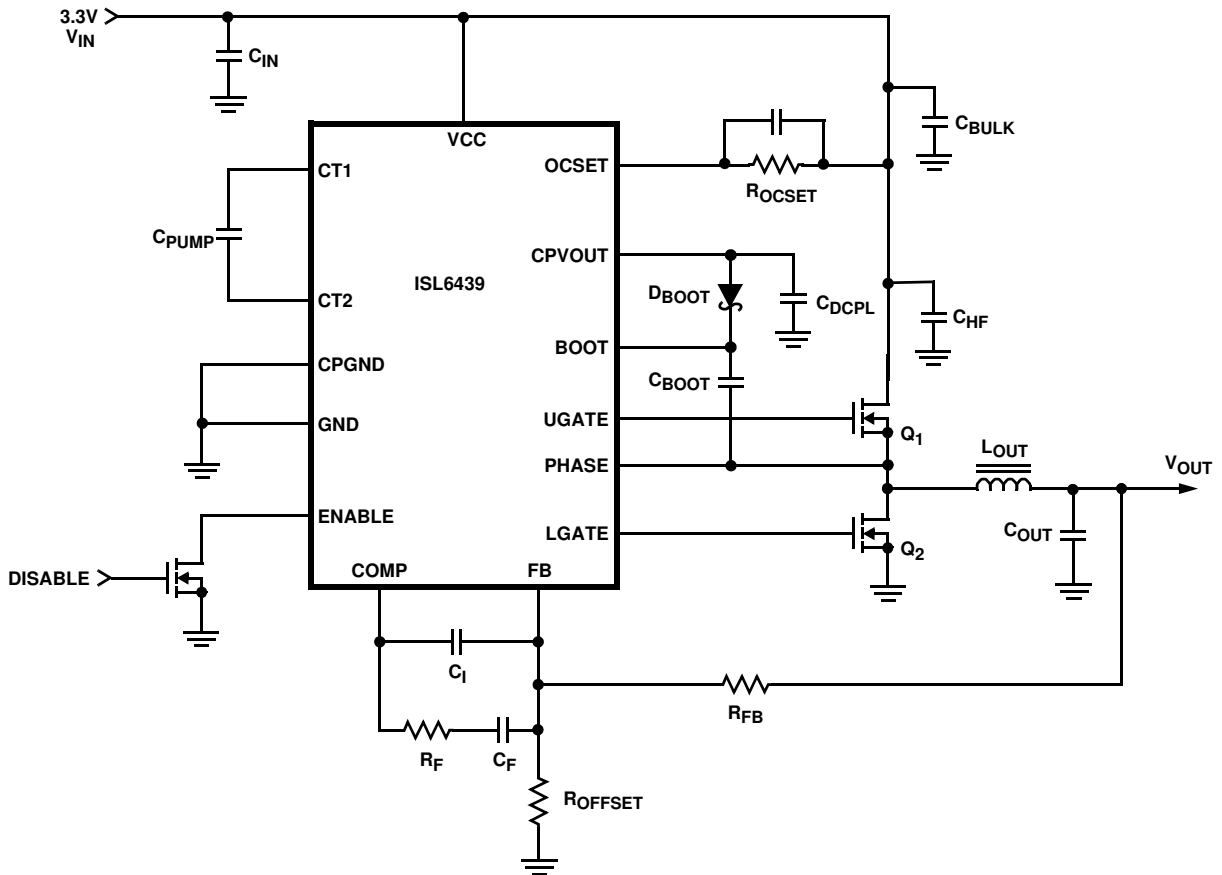 3.3V
VIN
CIN
CBULK
VCC
CT1
OCSET
ROCSET
CPUMP
CPVOUT
ISL6439
DBOOT
CDCPL
CT2
CHF
BOOT
CPGND
CBOOT
GND
UGATE
Q1
PHASE
LOUT
VOUT
ENABLE
LGATE
Q2
COUT
DISABLE
COMP
FB
CI
RFB
RF
CF
ROFFSET